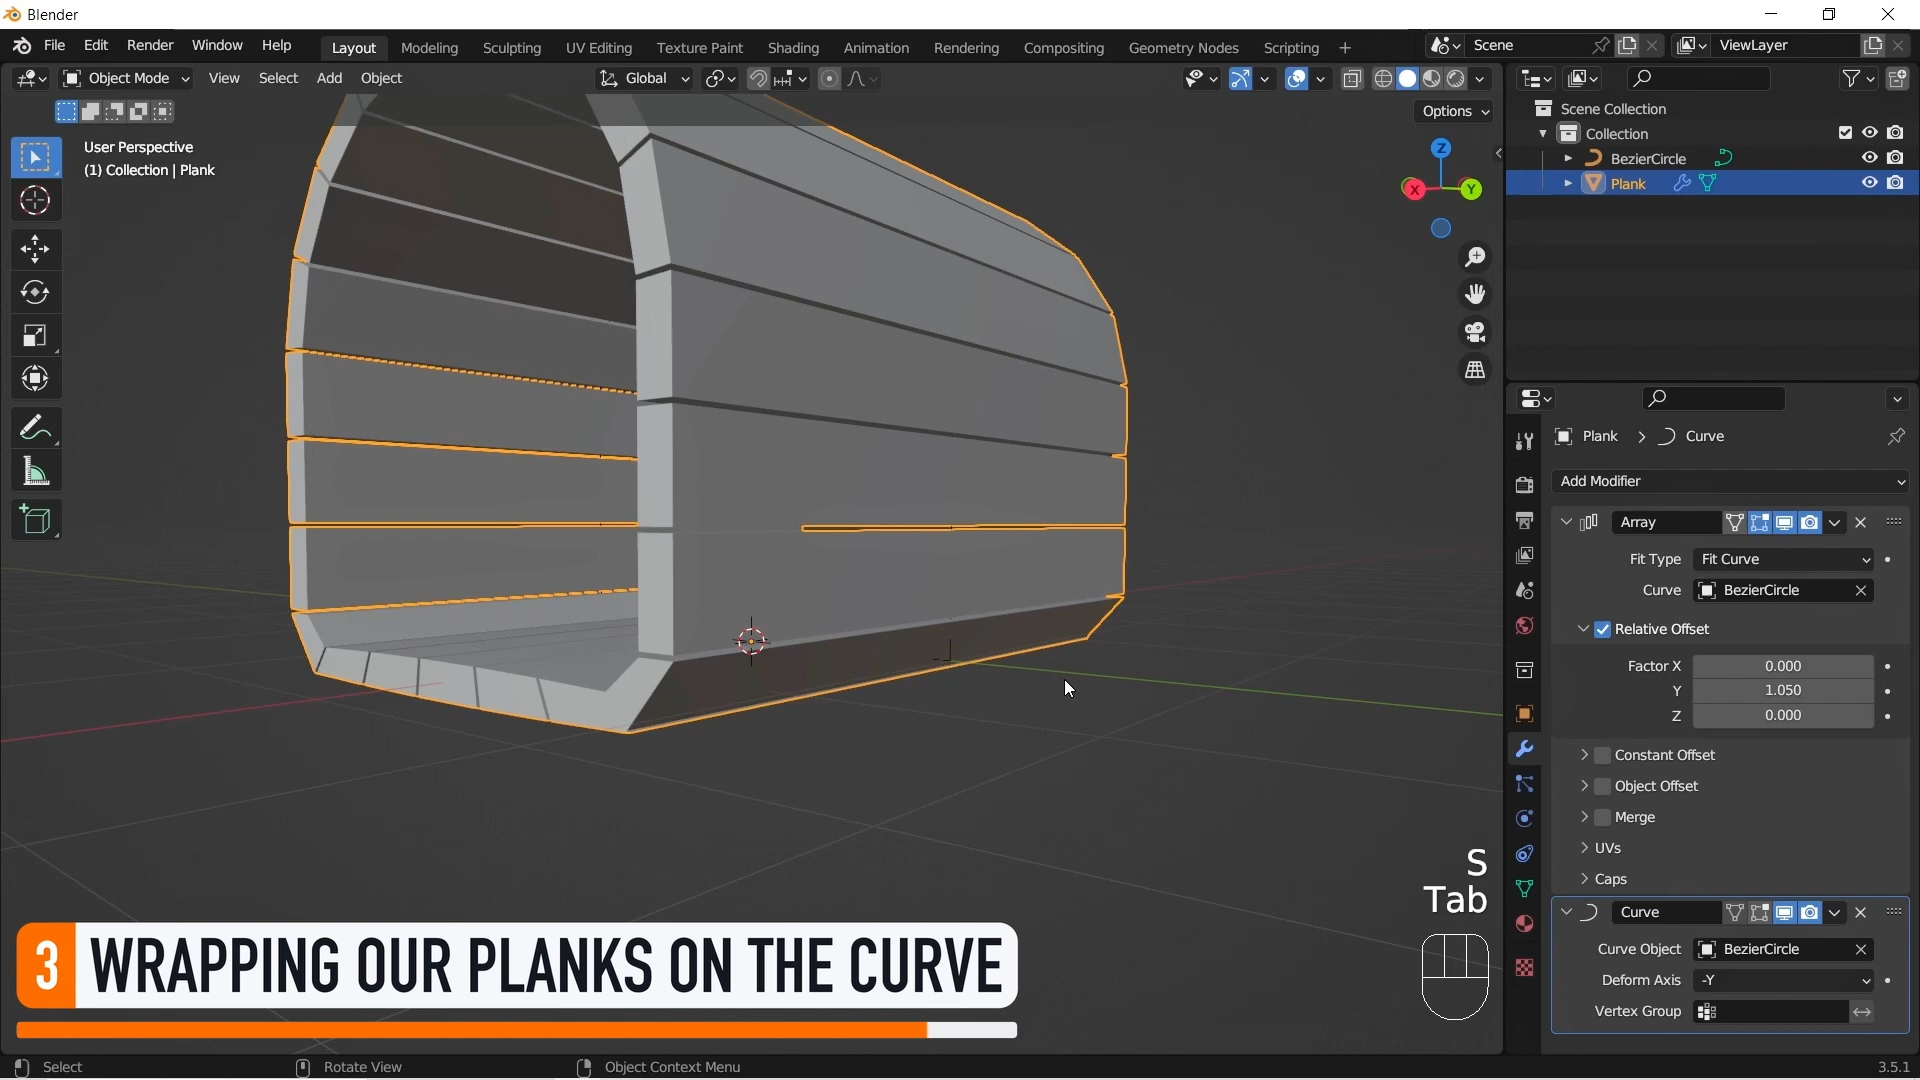 Blender
File Edit Render Window Help Layout Modeling Sculpting UV Editing Texture Paint Shading Animation Rendering Compositing Geometry Nodes Scripting + Scene ViewLayer
Object Mode View Select Add Object Global
Options
User Perspective
(1) Collection | Plank
Z
X
Y
Scene Collection
Collection
BezierCircle
Plank
Plank > Curve
Add Modifier
Array
Fit Type Fit Curve
Curve BezierCircle
Relative Offset
Factor X 0.000
Y 1.050
Z 0.000
Constant Offset
Object Offset
Merge
UVs
Caps
Curve
Curve Object BezierCircle
Deform Axis -Y
Vertex Group
S
Tab
3 WRAPPING OUR PLANKS ON THE CURVE
Select Rotate View Object Context Menu 3.5.1